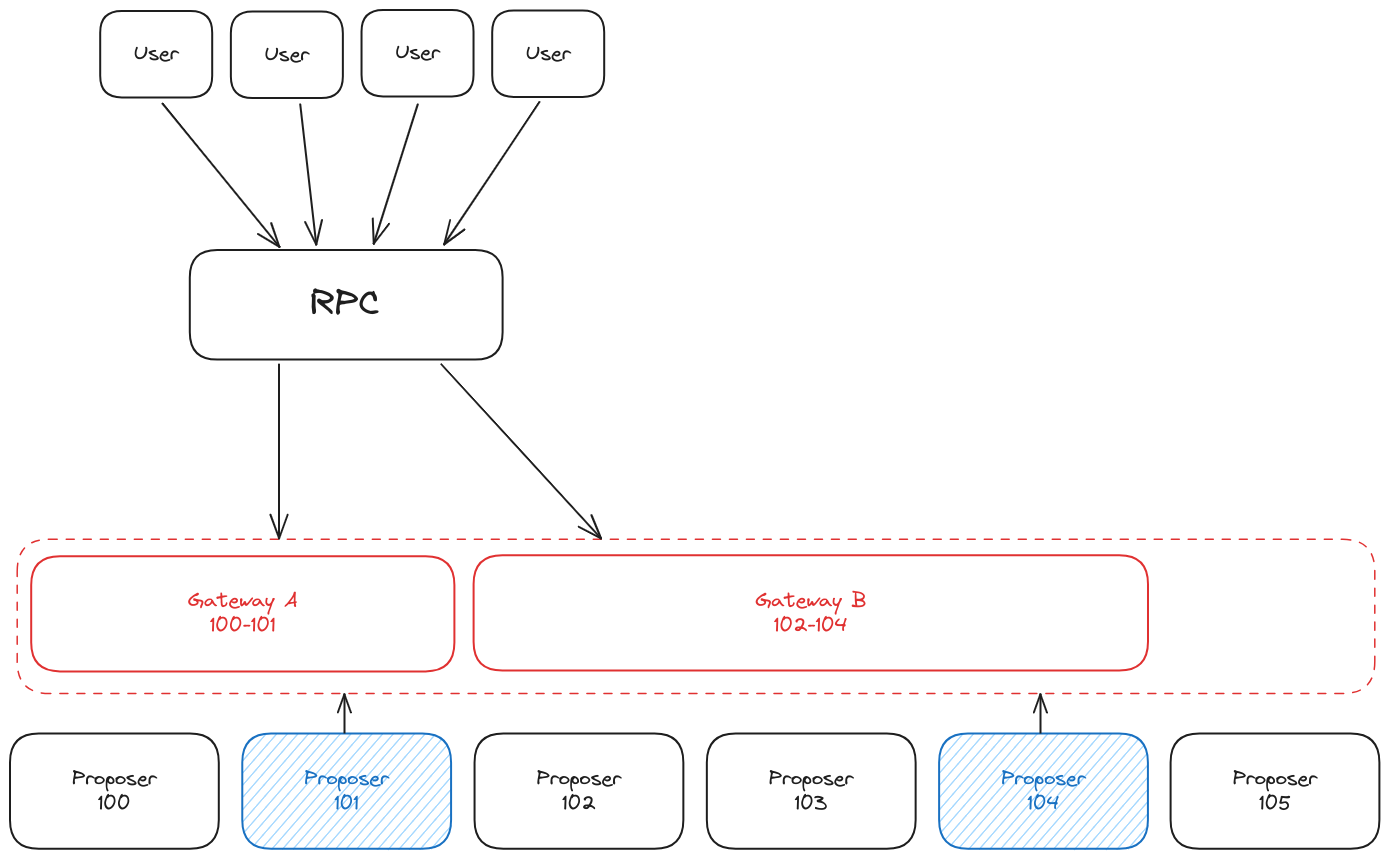 User
User
User
User
RPC
Gateway A
100-101
Gateway B
102-104
Proposer
100
Proposer
101
Proposer
102
Proposer
103
Proposer
104
Proposer
105